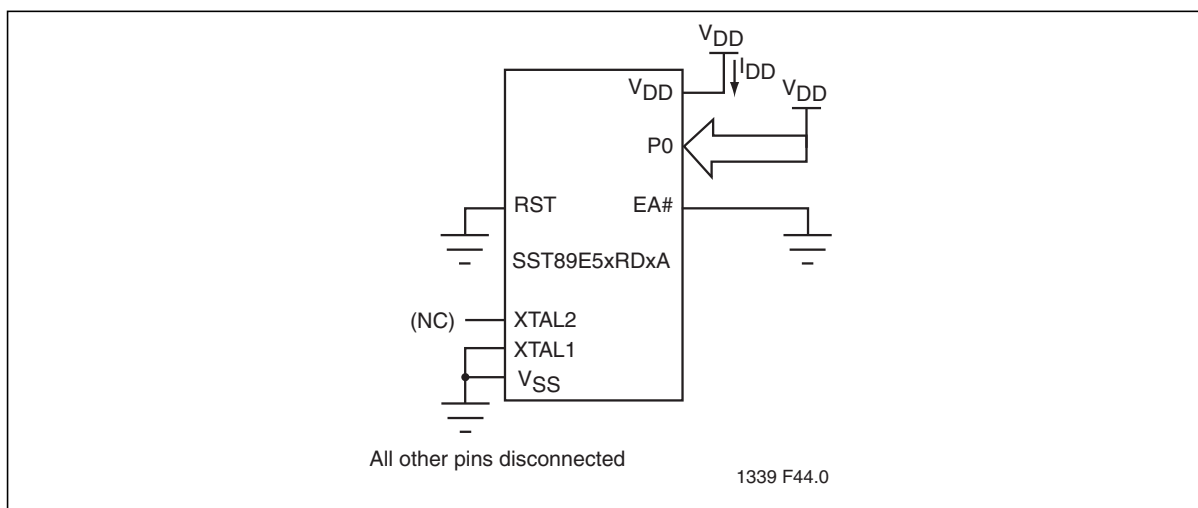 VDD
IDD
VDD
VDD
P0
RST
EA#
SST89E5xRDxA
(NC)
XTAL2
XTAL1
VSS
All other pins disconnected
1339 F44.0